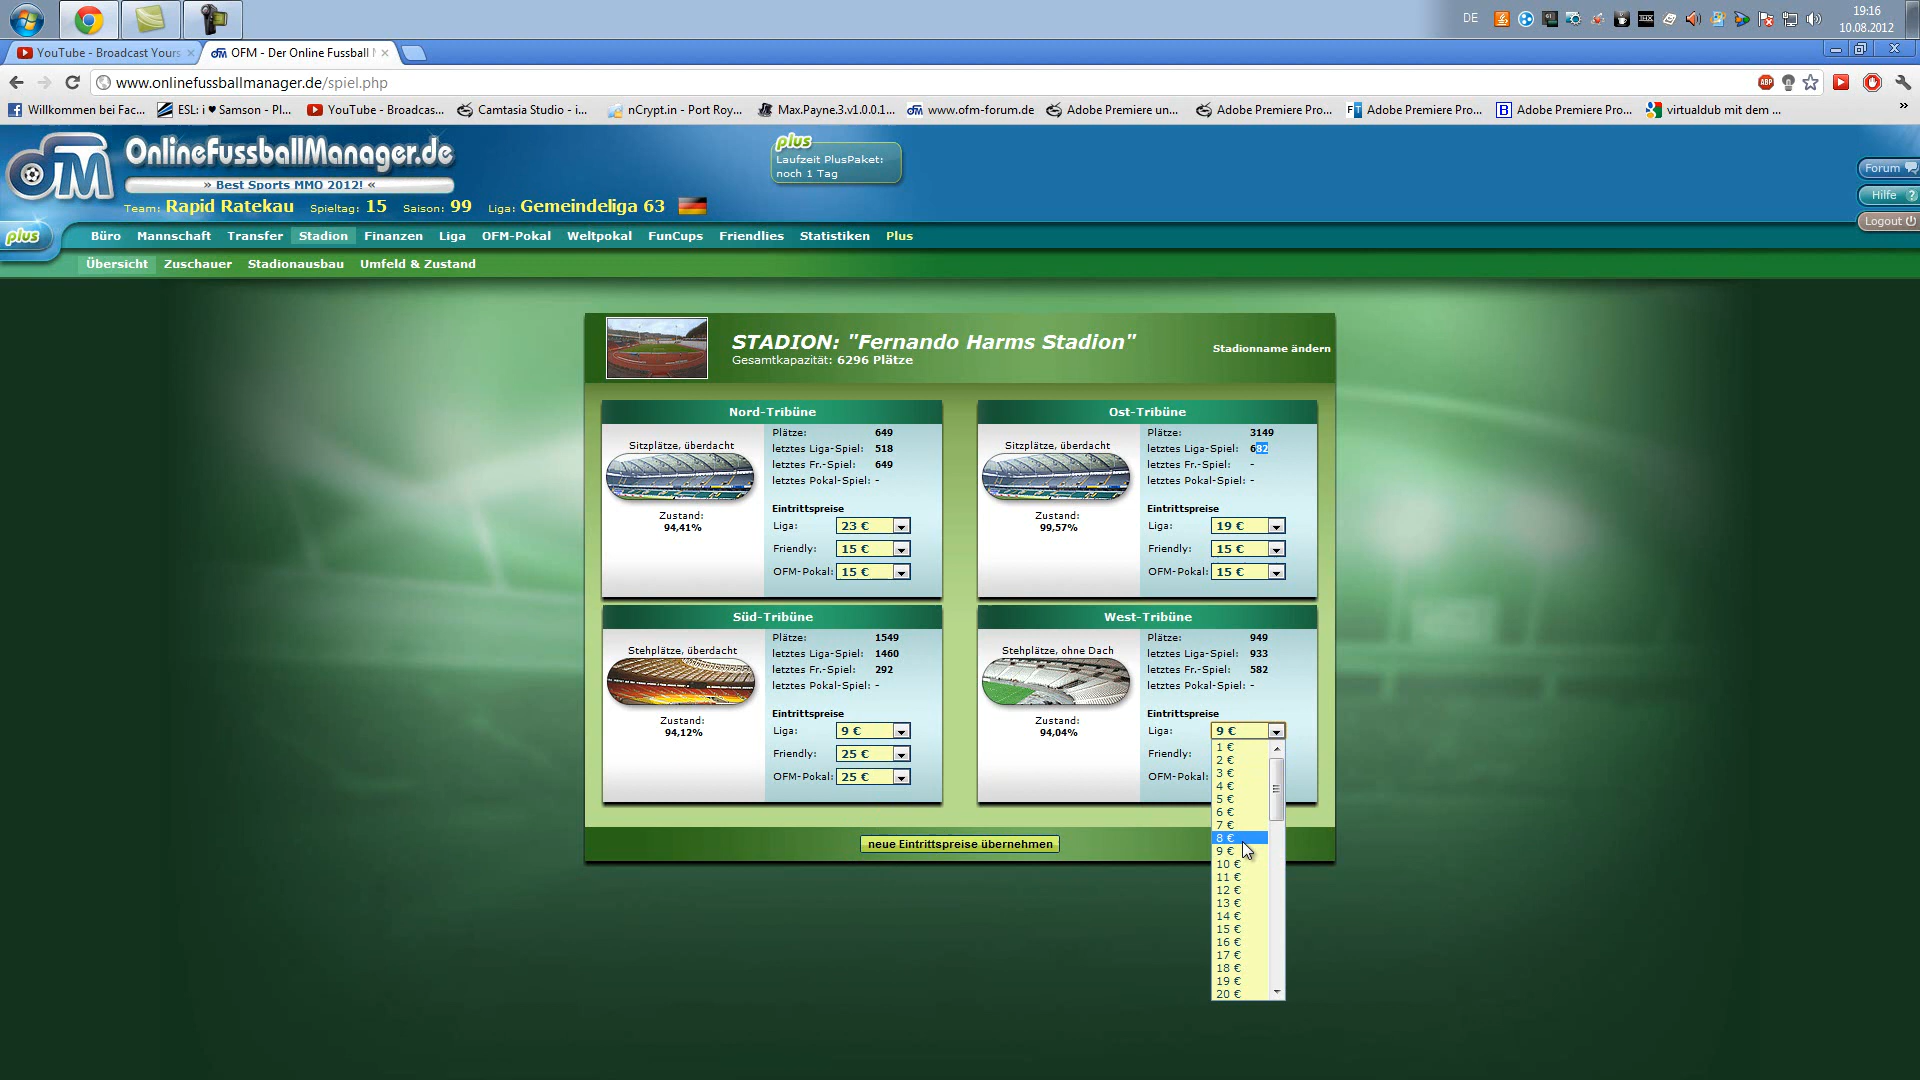 DE
19:16
10.08.2012
YouTube - Broadcast Yours
OFM - Der Online Fussball M
www.onlinefussballmanager.de/spiel.php
ABP
Willkommen bei Fac...
ESL: i ♥ Samson - Pl...
YouTube - Broadcas...
Camtasia Studio - i...
nCrypt.in - Port Roy...
Max.Payne.3.v1.0.0.1...
www.ofm-forum.de
Adobe Premiere un...
Adobe Premiere Pro...
Adobe Premiere Pro...
Adobe Premiere Pro...
virtualdub mit dem ...
OFM
OnlineFussballManager.de
» Best Sports MMO 2012! «
plus
Laufzeit PlusPaket:
noch 1 Tag
Forum
Hilfe ?
Logout
Team: Rapid Ratekau Spieltag: 15 Saison: 99 Liga: Gemeindeliga 63
plus
Büro Mannschaft Transfer Stadion Finanzen Liga OFM-Pokal Weltpokal FunCups Friendlies Statistiken Plus
Übersicht Zuschauer Stadionausbau Umfeld & Zustand
STADION: "Fernando Harms Stadion"
Gesamtkapazität: 6296 Plätze
Stadionname ändern
Nord-Tribüne
Sitzplätze, überdacht
Zustand:
94,41%
Plätze: 649
letztes Liga-Spiel: 518
letztes Fr.-Spiel: 649
letztes Pokal-Spiel: -
Eintrittspreise
Liga: 23 €
Friendly: 15 €
OFM-Pokal: 15 €
Ost-Tribüne
Sitzplätze, überdacht
Zustand:
99,57%
Plätze: 3149
letztes Liga-Spiel: 682
letztes Fr.-Spiel: -
letztes Pokal-Spiel: -
Eintrittspreise
Liga: 19 €
Friendly: 15 €
OFM-Pokal: 15 €
Süd-Tribüne
Stehplätze, überdacht
Zustand:
94,12%
Plätze: 1549
letztes Liga-Spiel: 1460
letztes Fr.-Spiel: 292
letztes Pokal-Spiel: -
Eintrittspreise
Liga: 9 €
Friendly: 25 €
OFM-Pokal: 25 €
West-Tribüne
Stehplätze, ohne Dach
Zustand:
94,04%
Plätze: 949
letztes Liga-Spiel: 933
letztes Fr.-Spiel: 582
letztes Pokal-Spiel: -
Eintrittspreise
Liga: 9 €
Friendly:
OFM-Pokal:
1 €
2 €
3 €
4 €
5 €
6 €
7 €
8 €
9 €
10 €
11 €
12 €
13 €
14 €
15 €
16 €
17 €
18 €
19 €
20 €
neue Eintrittspreise übernehmen